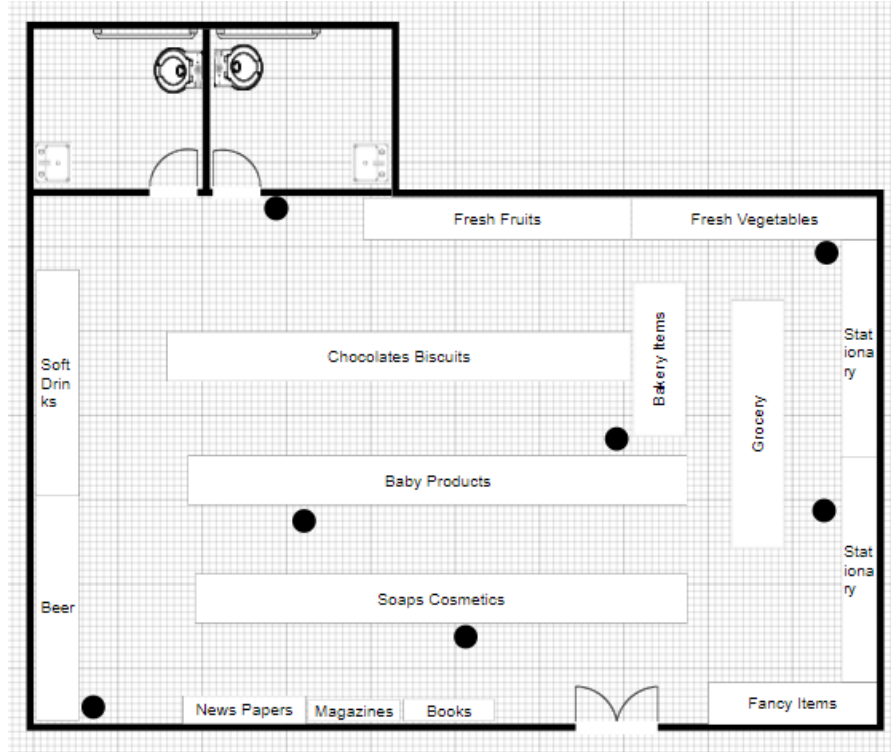 Fresh Fruits
Fresh Vegetables
Soft
Drin
ks
Chocolates Biscuits
Bakery Items
Grocery
Stat
iona
ry
Baby Products
Beer
Soaps Cosmetics
Stat
iona
ry
News Papers
Magazines
Books
Fancy Items